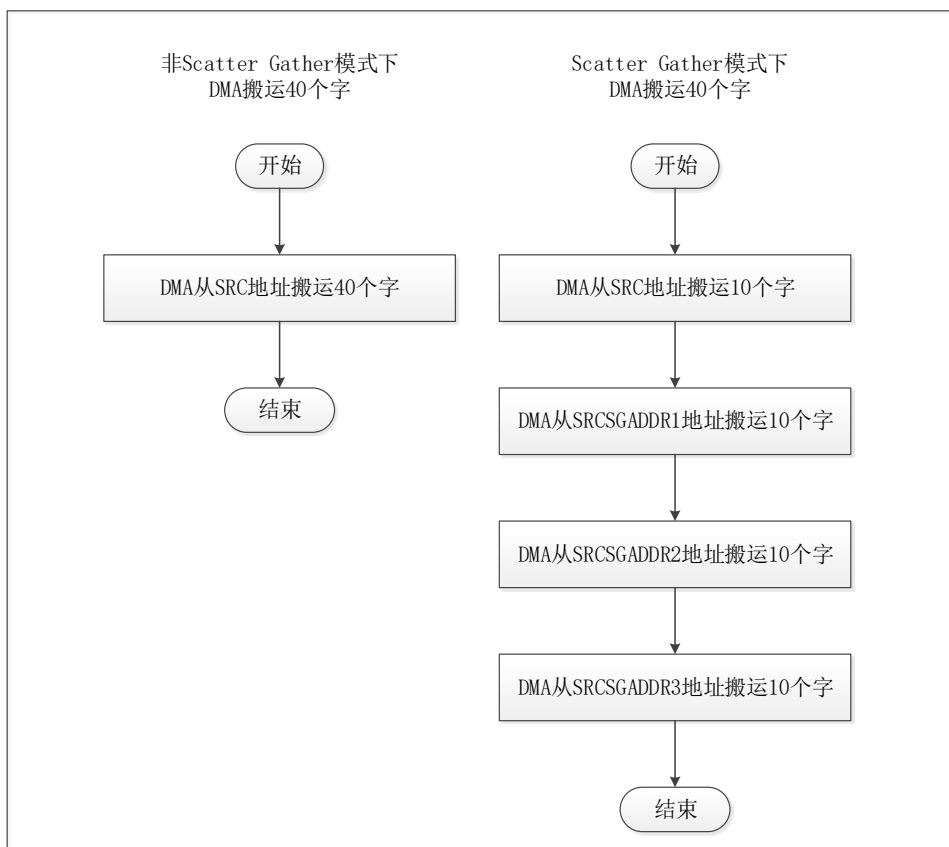 非Scatter Gather模式下
DMA搬运40个字
开始
DMA从SRC地址搬运40个字
结束
Scatter Gather模式下
DMA搬运40个字
开始
DMA从SRC地址搬运10个字
DMA从SRCSGADDR1地址搬运10个字
DMA从SRCSGADDR2地址搬运10个字
DMA从SRCSGADDR3地址搬运10个字
结束